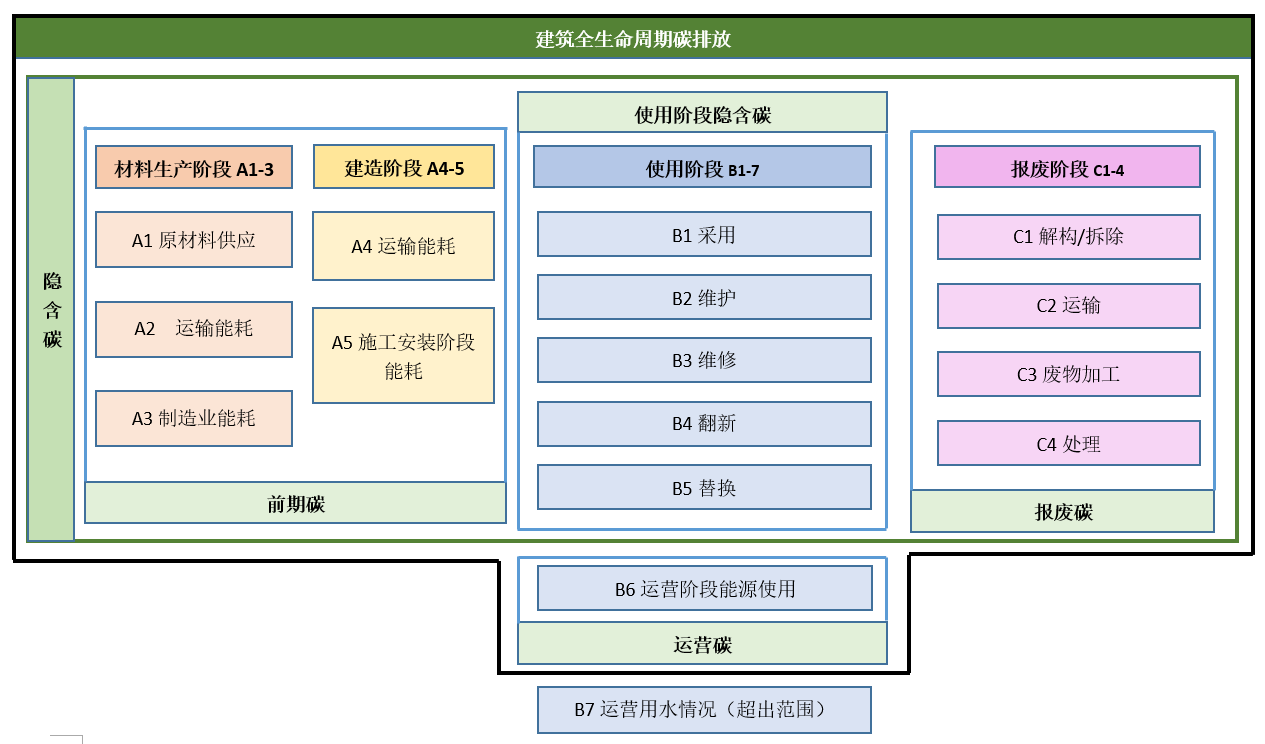 建筑全生命周期碳排放
隐
含
碳
材料生产阶段 A1-3
A1 原材料供应
A2 运输能耗
A3 制造业能耗
建造阶段 A4-5
A4 运输能耗
A5 施工安装阶段
能耗
前期碳
使用阶段隐含碳
使用阶段 B1-7
B1 采用
B2 维护
B3 维修
B4 翻新
B5 替换
报废阶段 C1-4
C1 解构/拆除
C2 运输
C3 废物加工
C4 处理
报废碳
B6 运营阶段能源使用
运营碳
B7 运营用水情况（超出范围）